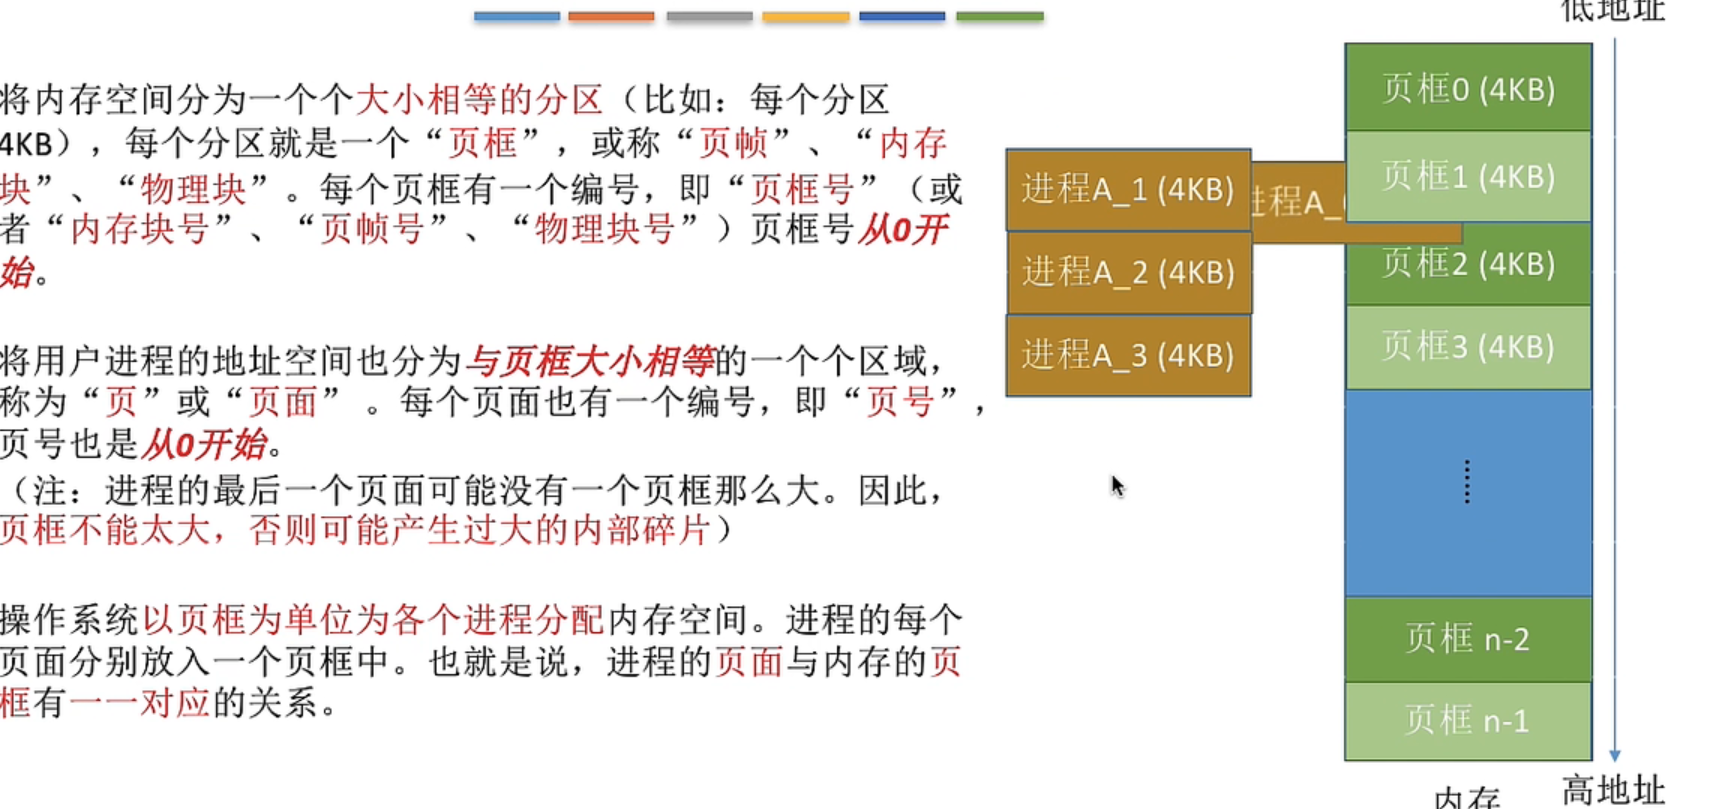 将内存空间分为一个个大小相等的分区（比如：每个分区
4KB），每个分区就是一个“页框”，或称“页帧”、“内存
块”、“物理块”。每个页框有一个编号，即“页框号”（或
者“内存块号”、“页帧号”、“物理块号”）页框号从0开
始。
将用户进程的地址空间也分为与页框大小相等的一个个区域，
称为“页”或“页面”。每个页面也有一个编号，即“页号”，
页号也是从0开始。
（注：进程的最后一个页面可能没有一个页框那么大。因此，
页框不能太大，否则可能产生过大的内部碎片）
操作系统以页框为单位为各个进程分配内存空间。进程的每个
页面分别放入一个页框中。也就是说，进程的页面与内存的页
框有一一对应的关系。
进程A_1 (4KB)
进程A_
进程A_2 (4KB)
进程A_3 (4KB)
低地址
页框0 (4KB)
页框1 (4KB)
页框2 (4KB)
页框3 (4KB)
页框 n-2
页框 n-1
内存
高地址